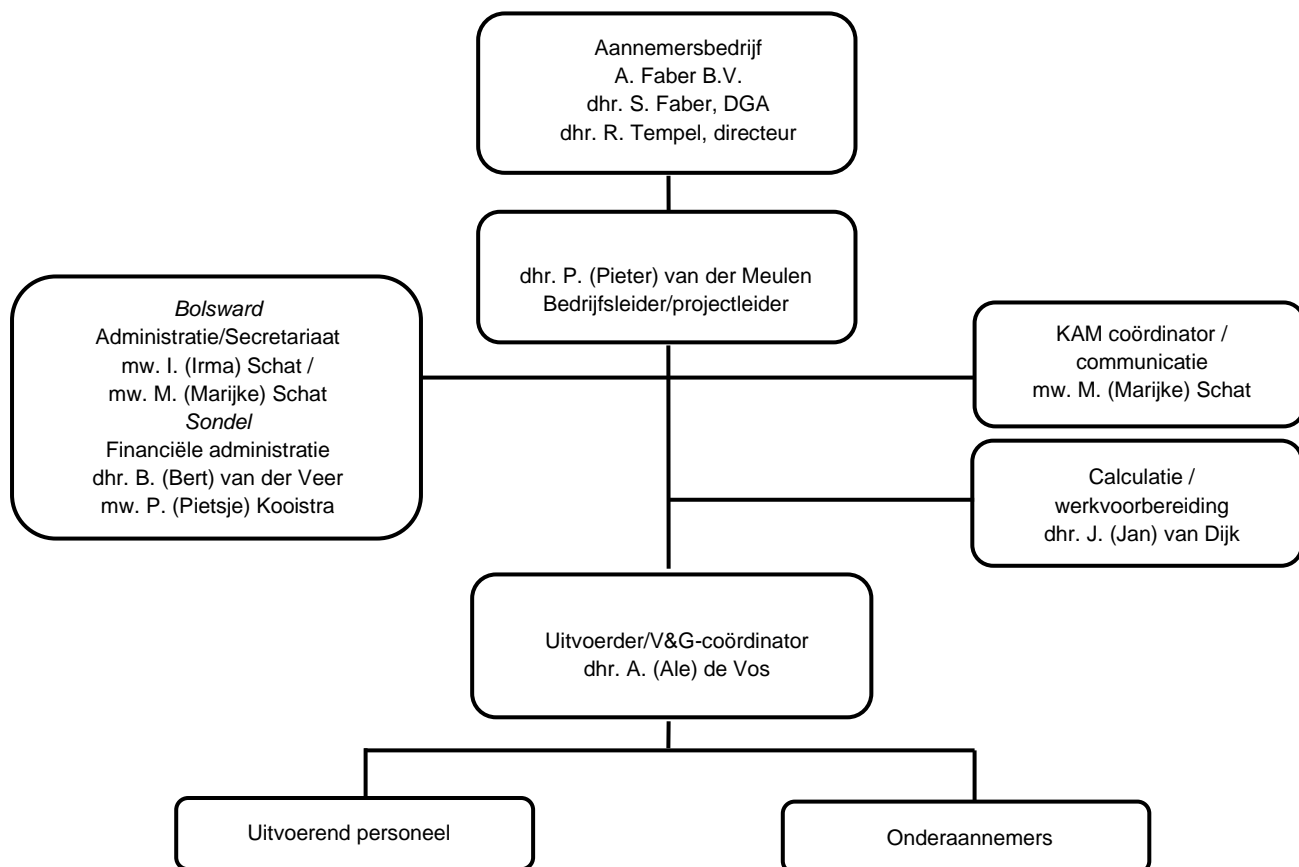 Aannemersbedrijf
A. Faber B.V.
dhr. S. Faber, DGA
dhr. R. Tempel, directeur
dhr. P. (Pieter) van der Meulen
Bedrijfsleider/projectleider
Bolsward
Administratie/Secretariaat
mw. I. (Irma) Schat /
mw. M. (Marijke) Schat
Sondel
Financiële administratie
dhr. B. (Bert) van der Veer
mw. P. (Pietsje) Kooistra
KAM coördinator /
communicatie
mw. M. (Marijke) Schat
Calculatie /
werkvoorbereiding
dhr. J. (Jan) van Dijk
Uitvoerder/V&G-coördinator
dhr. A. (Ale) de Vos
Uitvoerend personeel
Onderaannemers